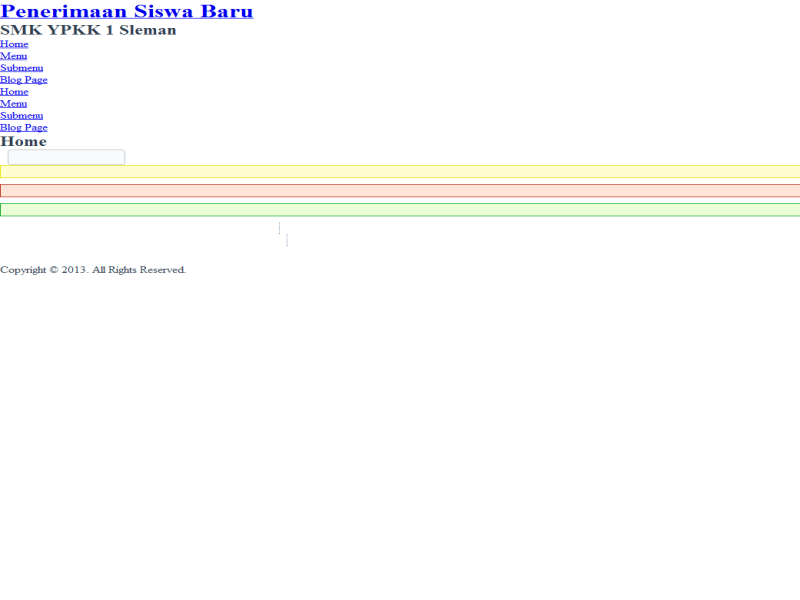 Penerimaan Siswa Baru
SMK YPKK 1 Sleman
Home
Menu
Submenu
Blog Page
Home
Menu
Submenu
Blog Page
Home
Copyright © 2013. All Rights Reserved.